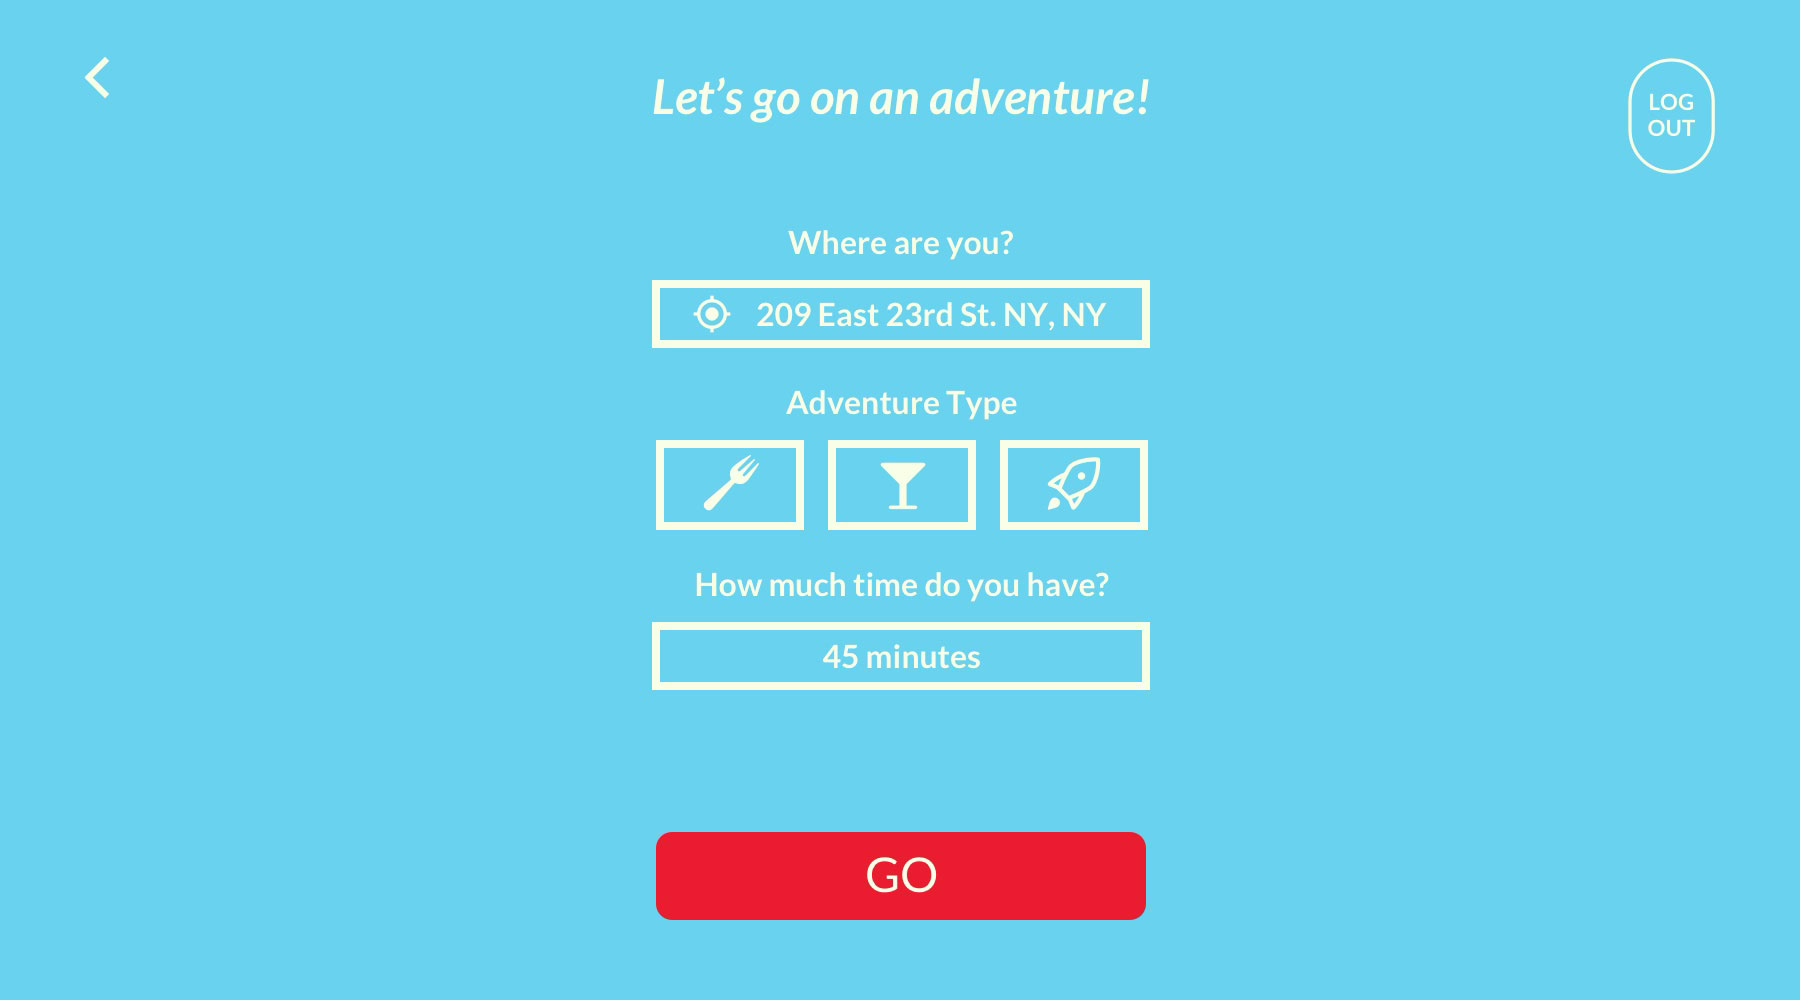 Let’s go on an adventure!
LOG
OUT
Where are you?
209 East 23rd St. NY, NY
Adventure Type
How much time do you have?
45 minutes
GO